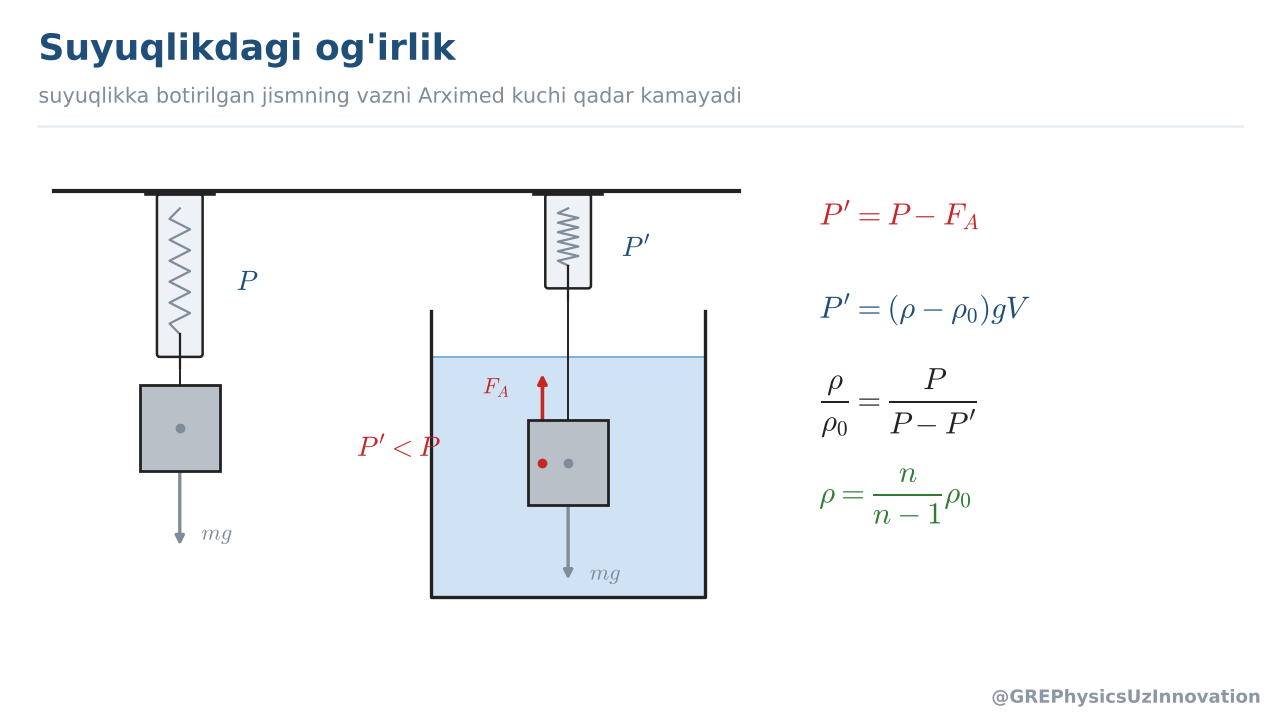 Suyuqlikdagi og'irlik
suyuqlikka botirilgan jismning vazni Arximed kuchi qadar kamayadi
P
P′
P′ = P − F_A
P′ = (ρ − ρ₀)gV
F_A
P′ < P
ρ/ρ₀ = P/(P − P′)
ρ = n/(n − 1) ρ₀
mg
mg
@GREPhysicsUzInnovation